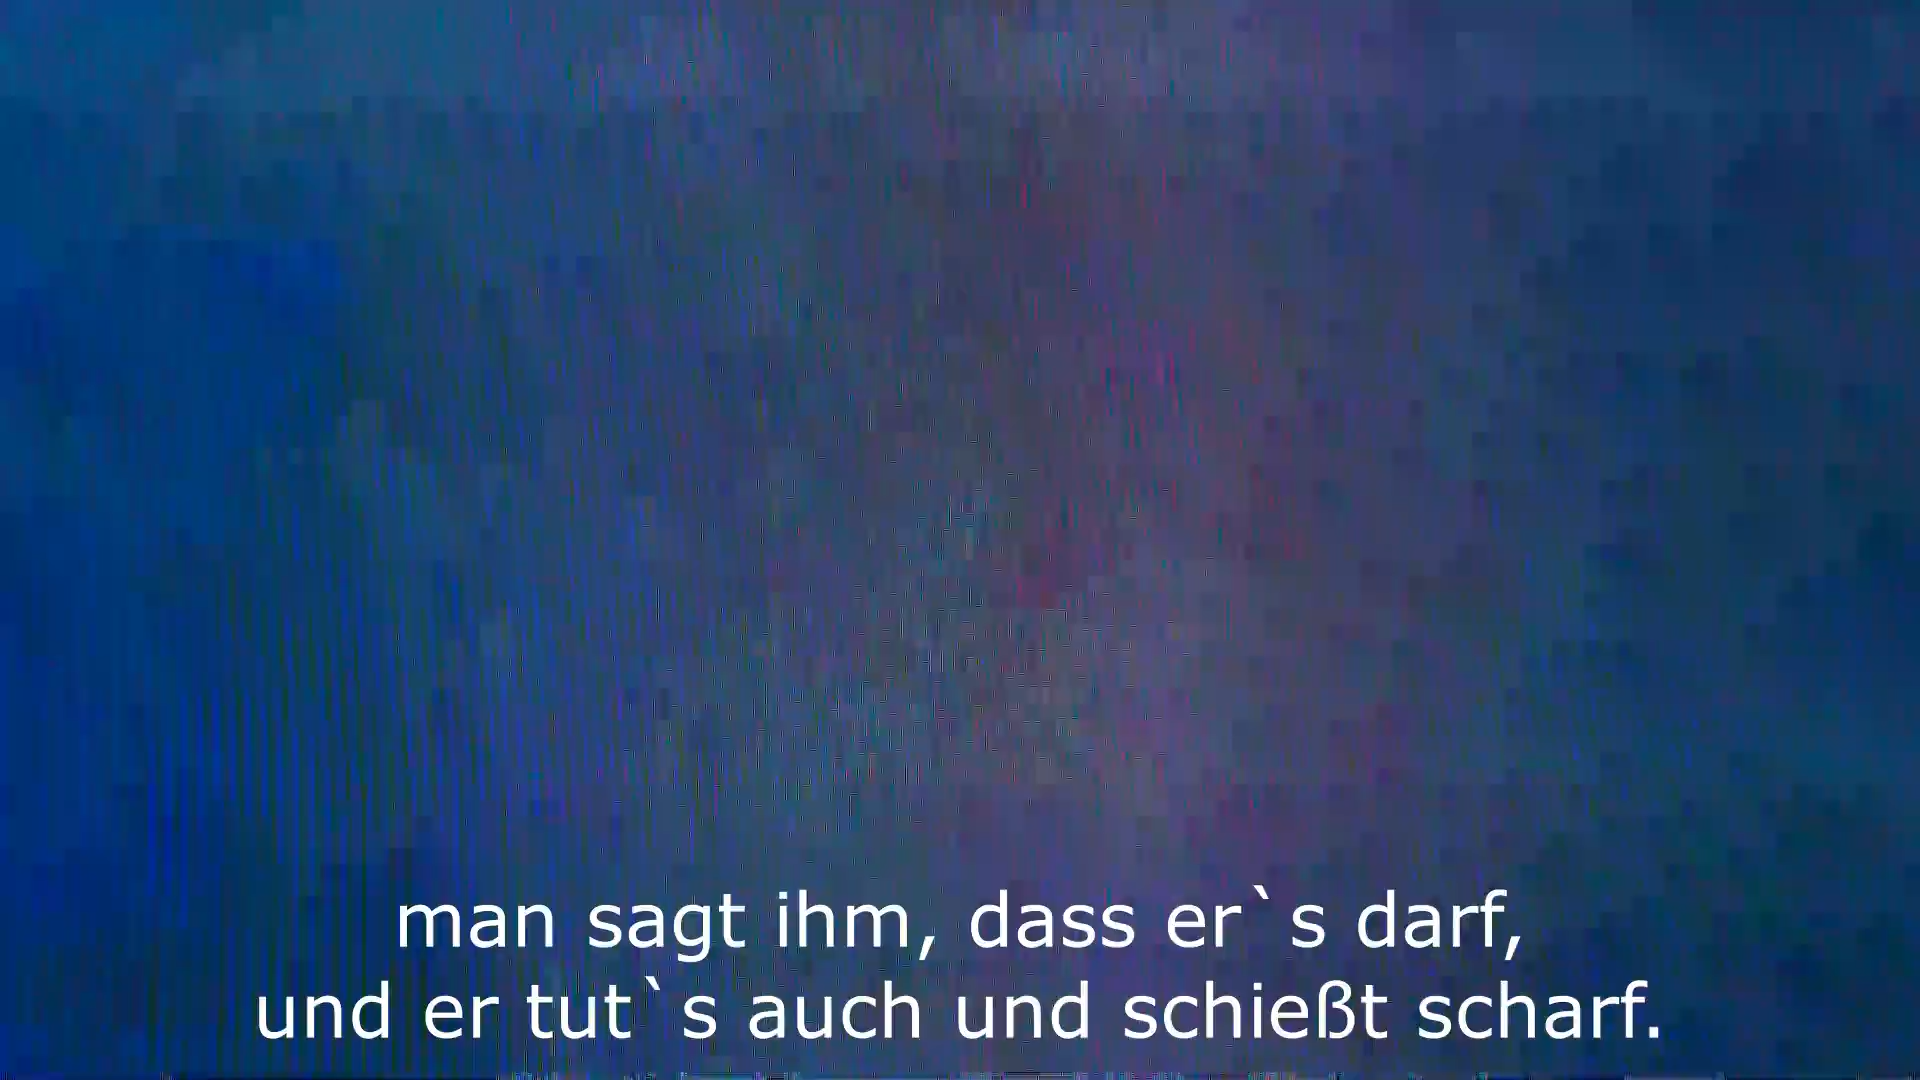 man sagt ihm, dass er`s darf,
und er tut`s auch und schießt scharf.